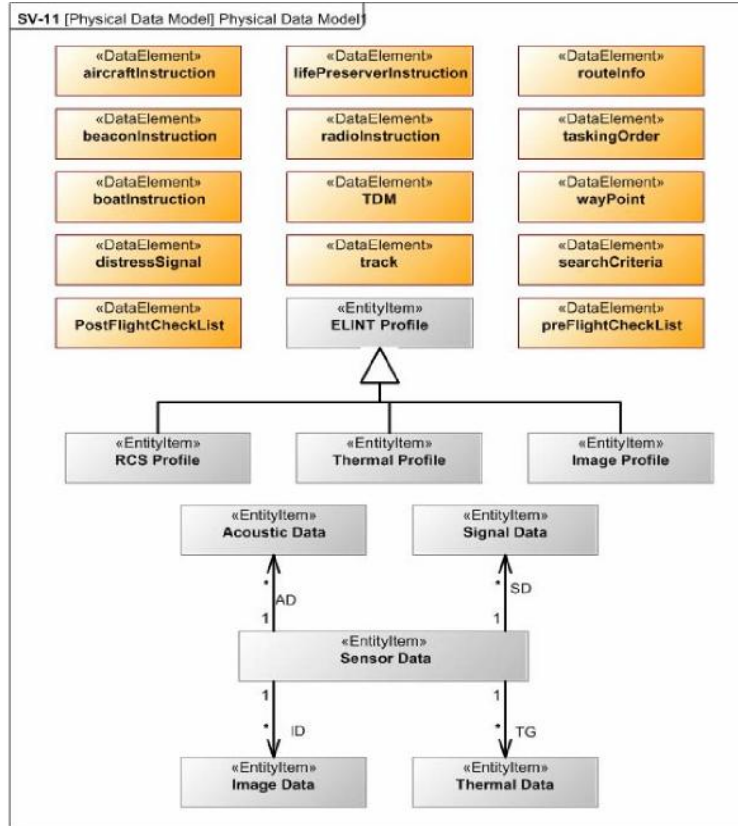 SV-11 [Physical Data Model] Physical Data Model1
«DataElement»
aircraftInstruction
«DataElement»
lifePreserverInstruction
«DataElement»
routeInfo
«DataElement»
beaconInstruction
«DataElement»
radioInstruction
«DataElement»
taskingOrder
«DataElement»
boatInstruction
«DataElement»
TDM
«DataElement»
wayPoint
«DataElement»
distressSignal
«DataElement»
track
«DataElement»
searchCriteria
«DataElement»
PostFlightCheckList
«EntityItem»
ELINT Profile
«DataElement»
preFlightCheckList
«EntityItem»
RCS Profile
«EntityItem»
Thermal Profile
«EntityItem»
Image Profile
«EntityItem»
Acoustic Data
«EntityItem»
Signal Data
* *
AD SD
1 1
«EntityItem»
Sensor Data
1 1
* ID * TG
«EntityItem»
Image Data
«EntityItem»
Thermal Data